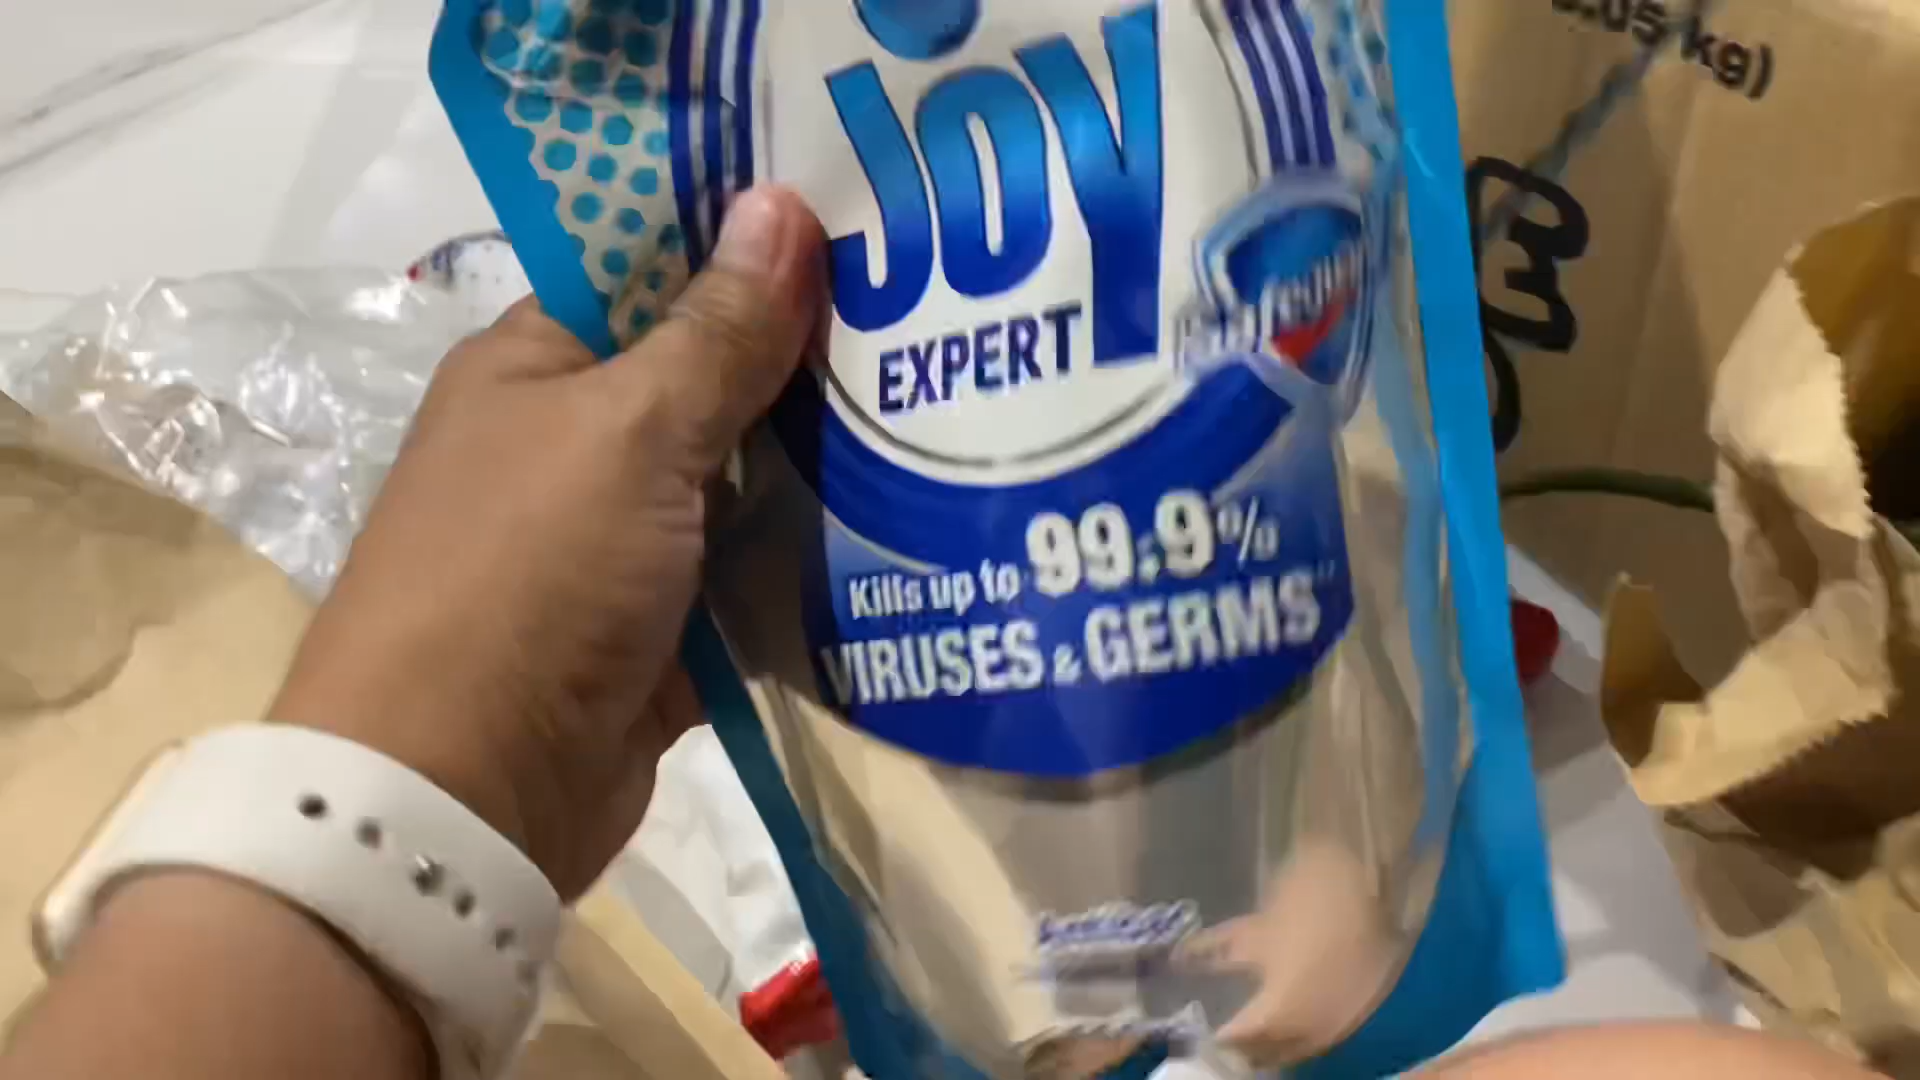 JOY
EXPERT
Kills up to 99.9%
VIRUSES & GERMS
kg)